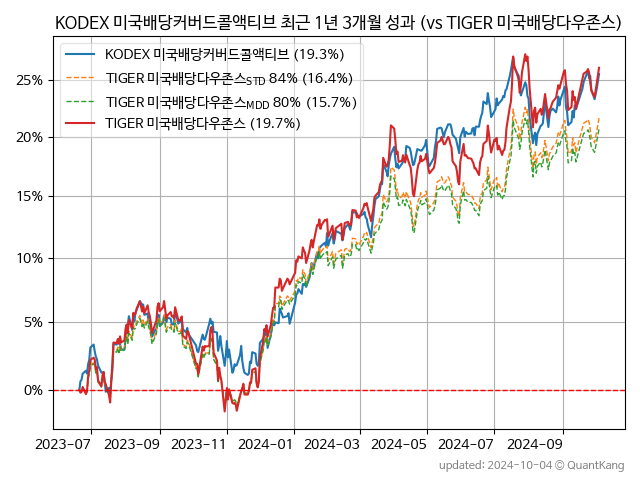 KODEX 미국배당커버드콜액티브 최근 1년 3개월 성과 (vs TIGER 미국배당다우존스)
KODEX 미국배당커버드콜액티브 (19.3%)
TIGER 미국배당다우존스STD 84% (16.4%)
TIGER 미국배당다우존스MDD 80% (15.7%)
TIGER 미국배당다우존스 (19.7%)
25%
20%
15%
10%
5%
0%
2023-07 2023-09 2023-11 2024-01 2024-03 2024-05 2024-07 2024-09
updated: 2024-10-04 © QuantKang